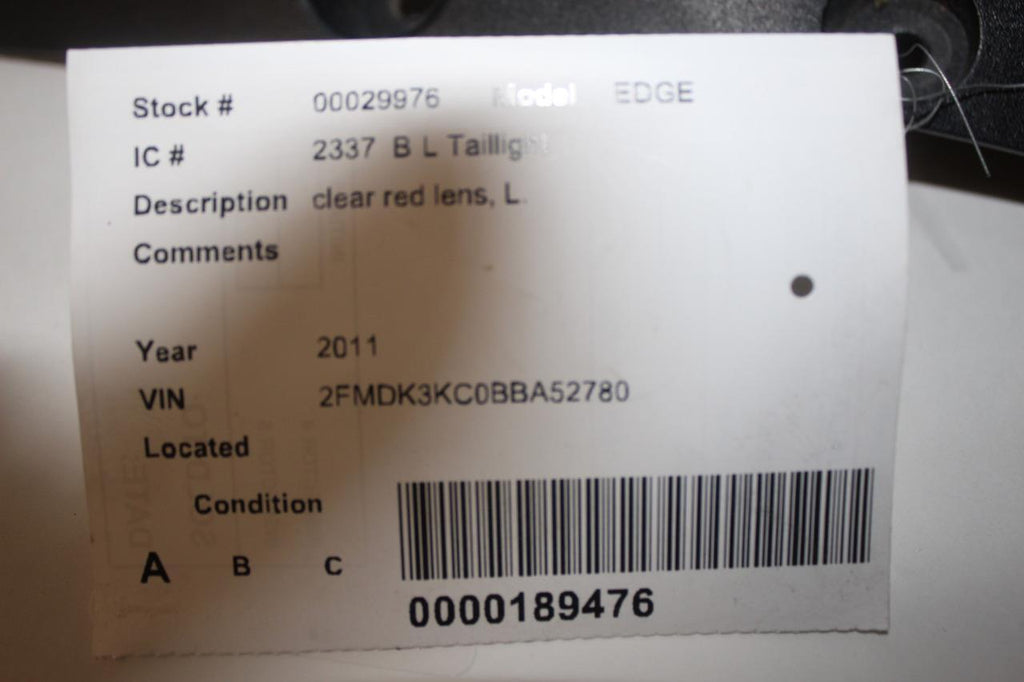 Stock # 00029976 Model EDGE
IC # 2337 B L Taillight
Description clear red lens, L.
Comments
Year 2011
VIN 2FMDK3KC0BBA52780
Located
Condition
A B C
0000189476